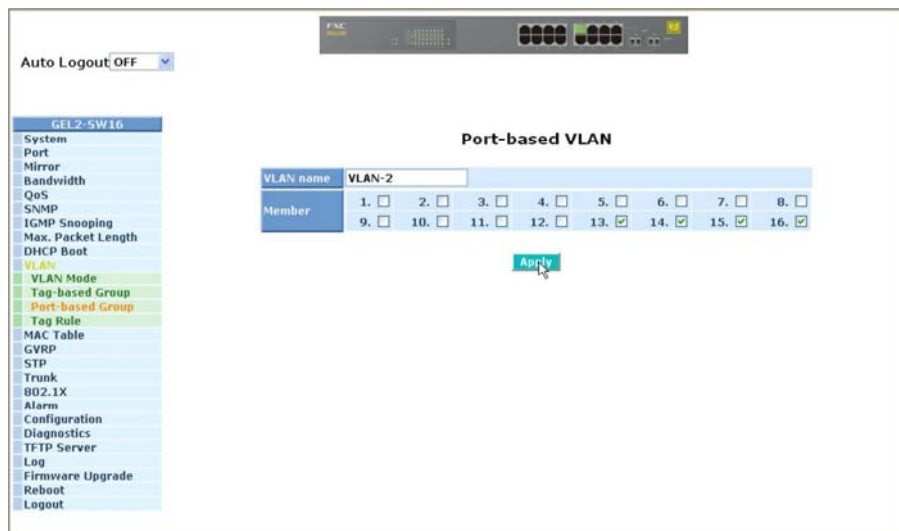 FXC
Auto Logout OFF
GEL2-SW16
System
Port
Mirror
Bandwidth
QoS
SNMP
IGMP Snooping
Max. Packet Length
DHCP Boot
VLAN
VLAN Mode
Tag-based Group
Port-based Group
Tag Rule
MAC Table
GVRP
STP
Trunk
802.1X
Alarm
Configuration
Diagnostics
TFTP Server
Log
Firmware Upgrade
Reboot
Logout
Port-based VLAN
VLAN name VLAN-2
Member
1. 2. 3. 4. 5. 6. 7. 8.
9. 10. 11. 12. 13. 14. 15. 16.
Apply